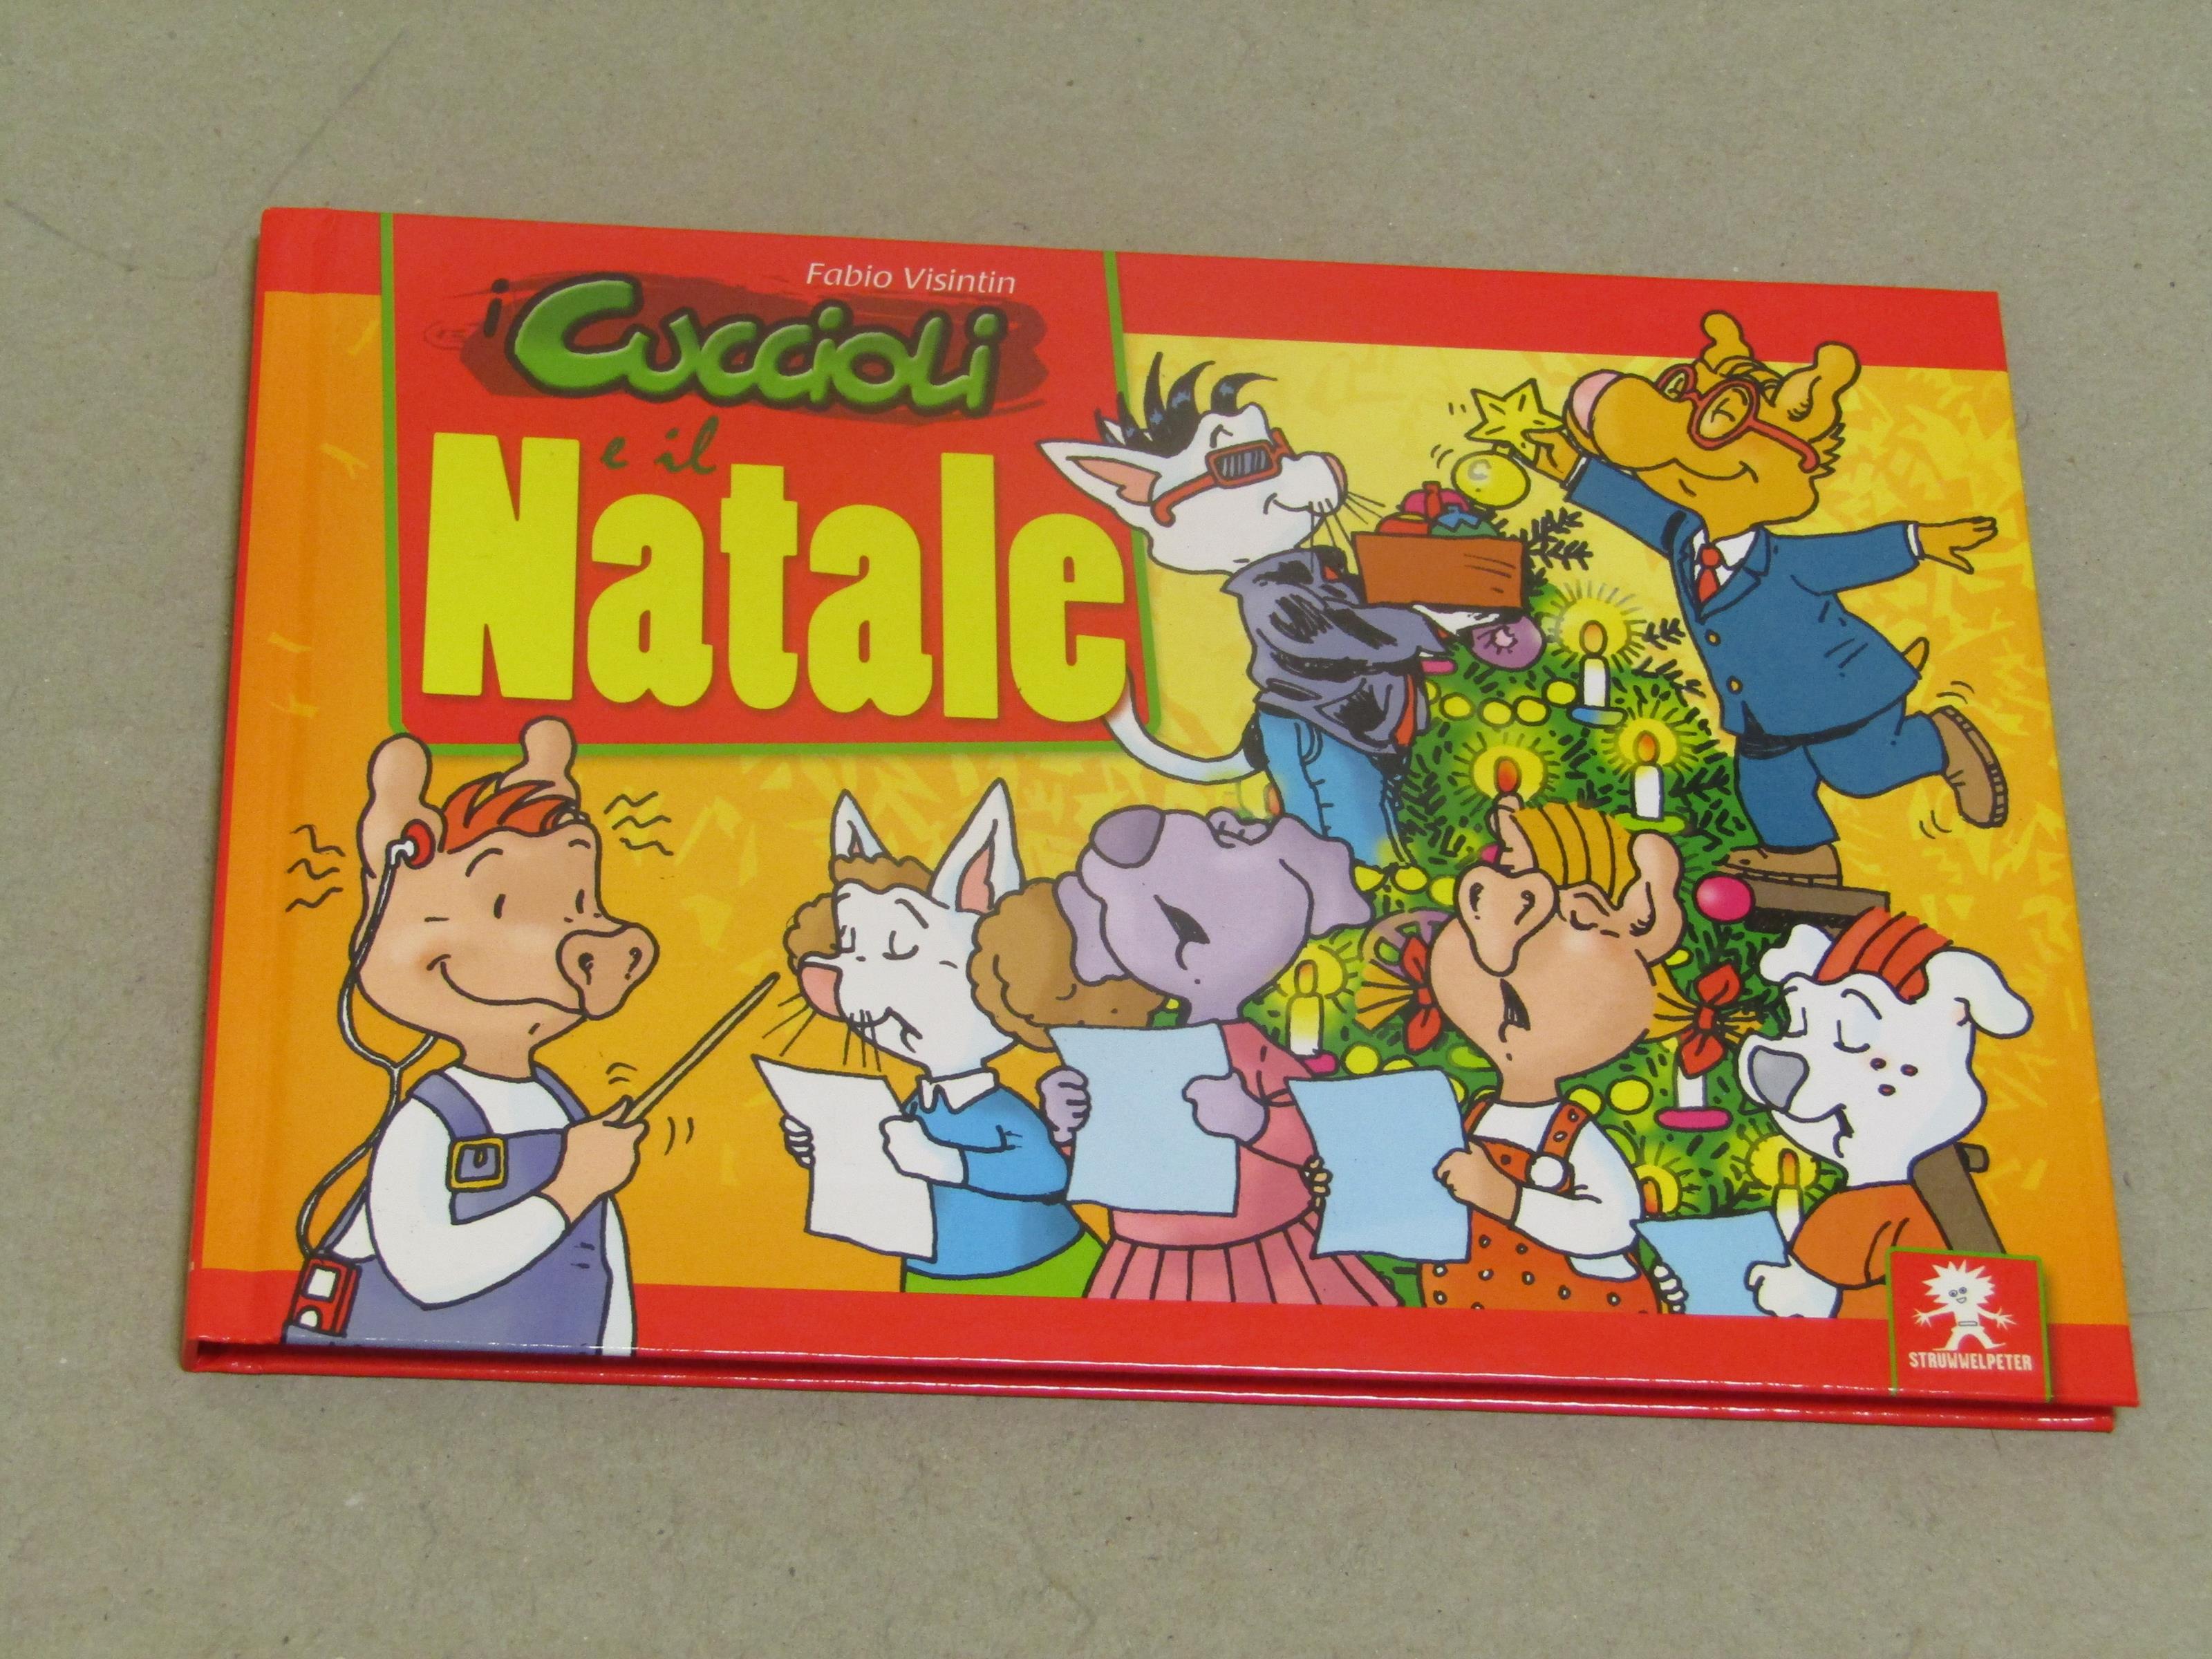 Fabio Visintin
i Cuccioli
e il
Natale
STRUWWELPETER